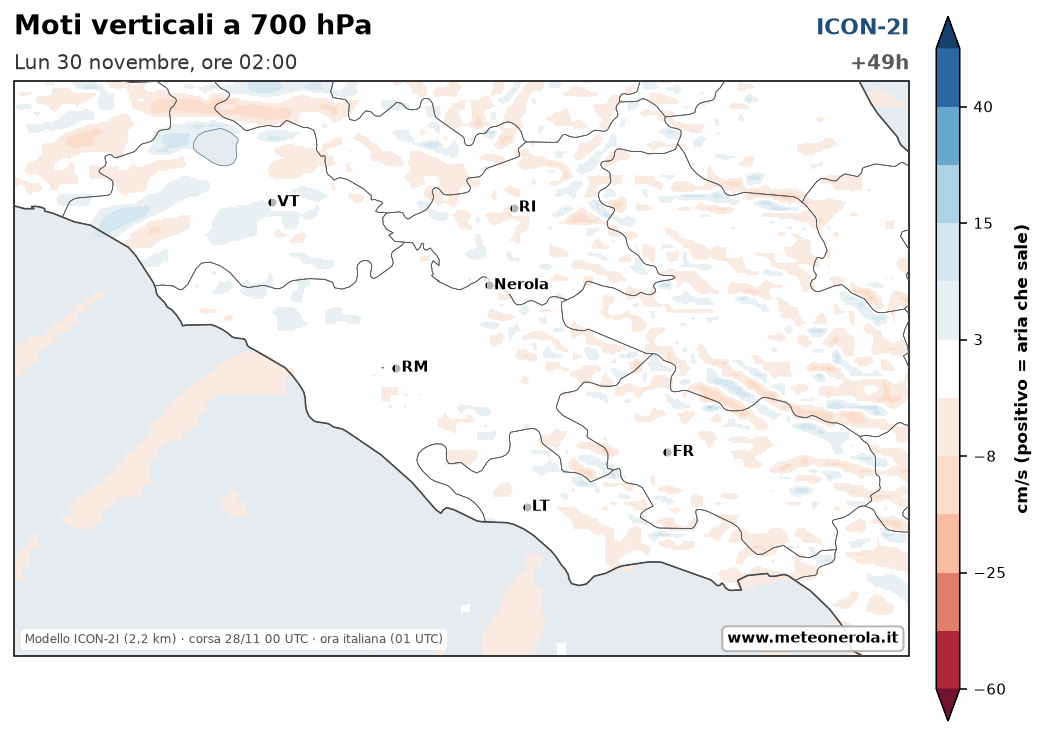 Moti verticali a 700 hPa
ICON-2I
Lun 30 novembre, ore 02:00
+49h
VT
RI
Nerola
RM
FR
LT
40
15
3
−8
−25
−60
cm/s (positivo = aria che sale)
Modello ICON-2I (2,2 km) · corsa 28/11 00 UTC · ora italiana (01 UTC)
www.meteonerola.it